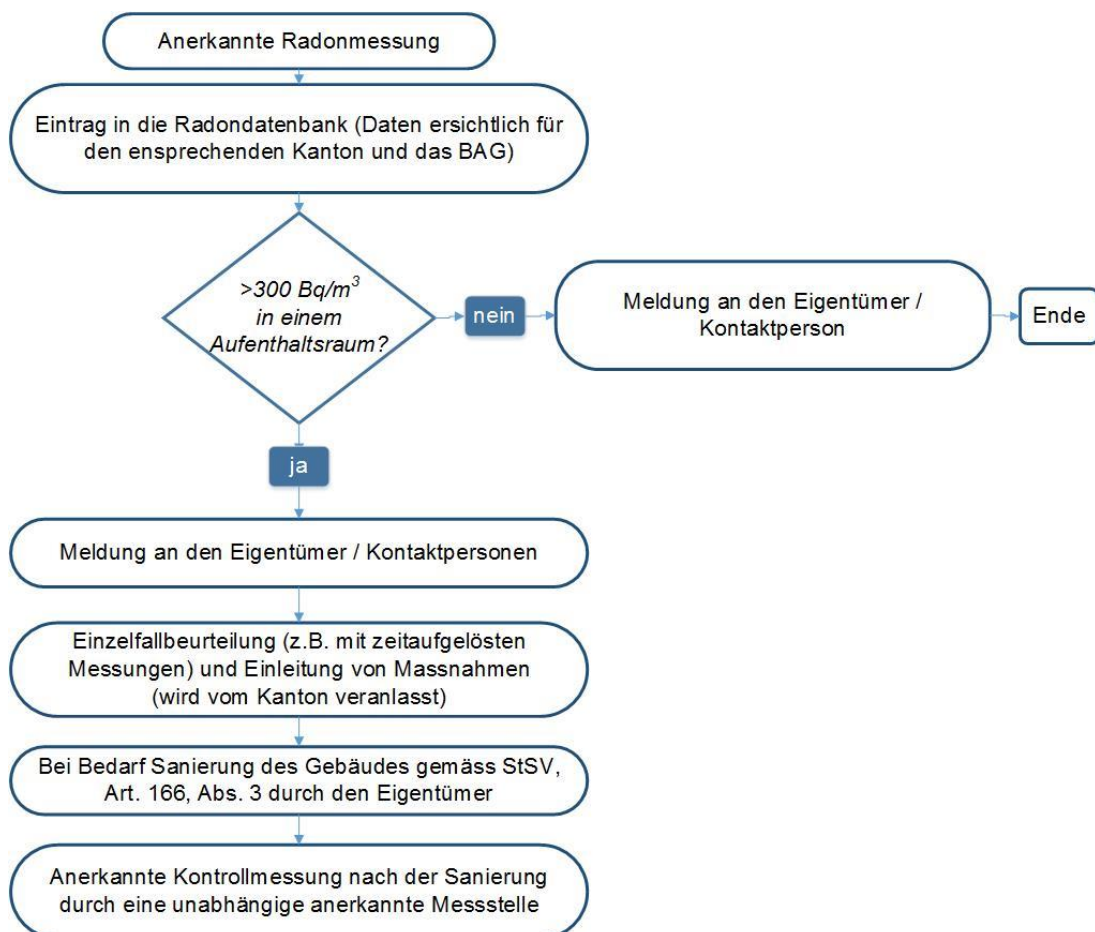 Anerkannte Radonmessung
Eintrag in die Radondatenbank (Daten ersichtlich für
den ensprechenden Kanton und das BAG)
>300 Bq/m³
in einem
Aufenthaltsraum?
nein
Meldung an den Eigentümer /
Kontaktperson
Ende
ja
Meldung an den Eigentümer / Kontaktpersonen
Einzelfallbeurteilung (z.B. mit zeitaufgelösten
Messungen) und Einleitung von Massnahmen
(wird vom Kanton veranlasst)
Bei Bedarf Sanierung des Gebäudes gemäss StSV,
Art. 166, Abs. 3 durch den Eigentümer
Anerkannte Kontrollmessung nach der Sanierung
durch eine unabhängige anerkannte Messstelle